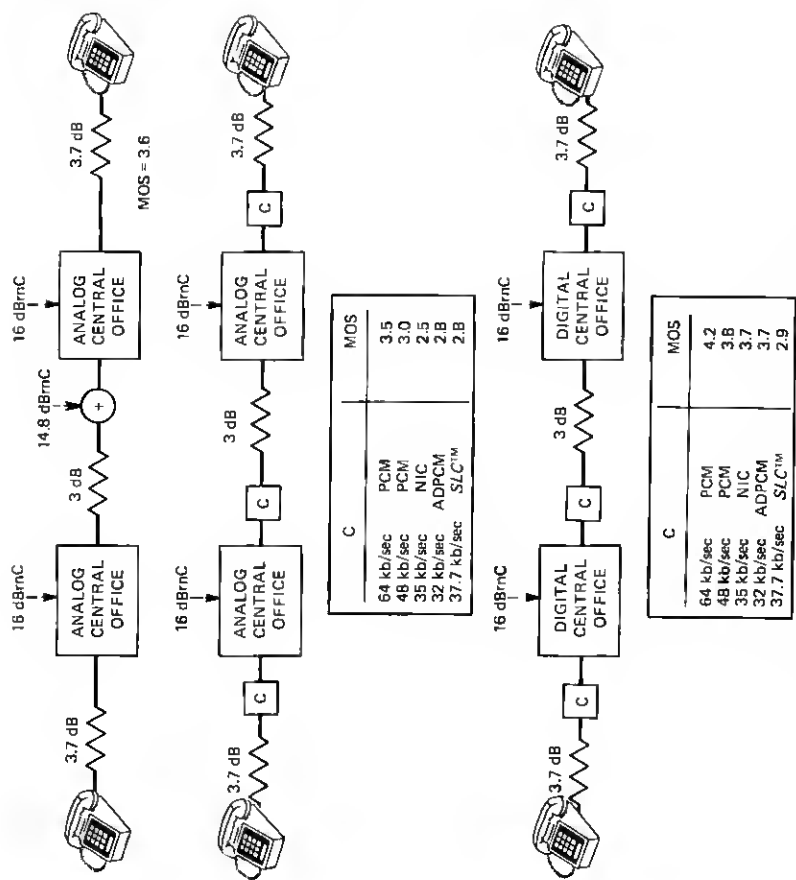 16 dBrnC
14.8 dBrnC
16 dBrnC
3.7 dB
ANALOG
CENTRAL
OFFICE
3 dB
+
ANALOG
CENTRAL
OFFICE
3.7 dB
MOS = 3.6
16 dBrnC
16 dBrnC
3.7 dB
C
ANALOG
CENTRAL
OFFICE
C
3 dB
ANALOG
CENTRAL
OFFICE
C
3.7 dB
C MOS
64 kb/sec PCM 3.5
48 kb/sec PCM 3.0
35 kb/sec NIC 2.5
32 kb/sec ADPCM 2.B
37.7 kb/sec SLC™ 2.B
16 dBrnC
16 dBrnC
3.7 dB
C
DIGITAL
CENTRAL
OFFICE
C
3 dB
DIGITAL
CENTRAL
OFFICE
C
3.7 dB
C MOS
64 kb/sec PCM 4.2
48 kb/sec PCM 3.B
35 kb/sec NIC 3.7
32 kb/sec ADPCM 3.7
37.7 kb/sec SLC™ 2.9